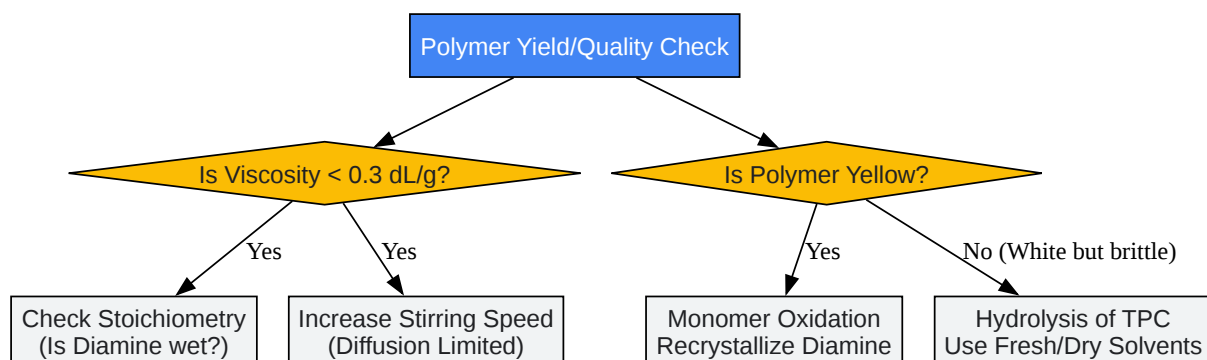 Polymer Yield/Quality Check
Is Viscosity < 0.3 dL/g?
Is Polymer Yellow?
Yes
Yes
Yes
No (White but brittle)
Check Stoichiometry
(Is Diamine wet?)
Increase Stirring Speed
(Diffusion Limited)
Monomer Oxidation
Recrystallize Diamine
Hydrolysis of TPC
Use Fresh/Dry Solvents